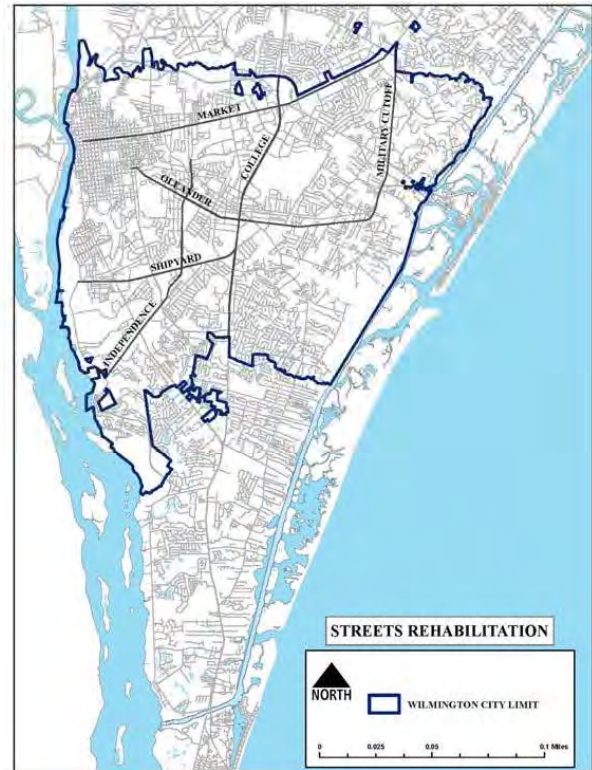 MARKET
MILITARY CUTOFF
COLLEGE
OLEANDER
SHIPYARD
INDEPENDENCE
STREETS REHABILITATION
NORTH
WILMINGTON CITY LIMIT
0 0.025 0.05 0.1 Miles